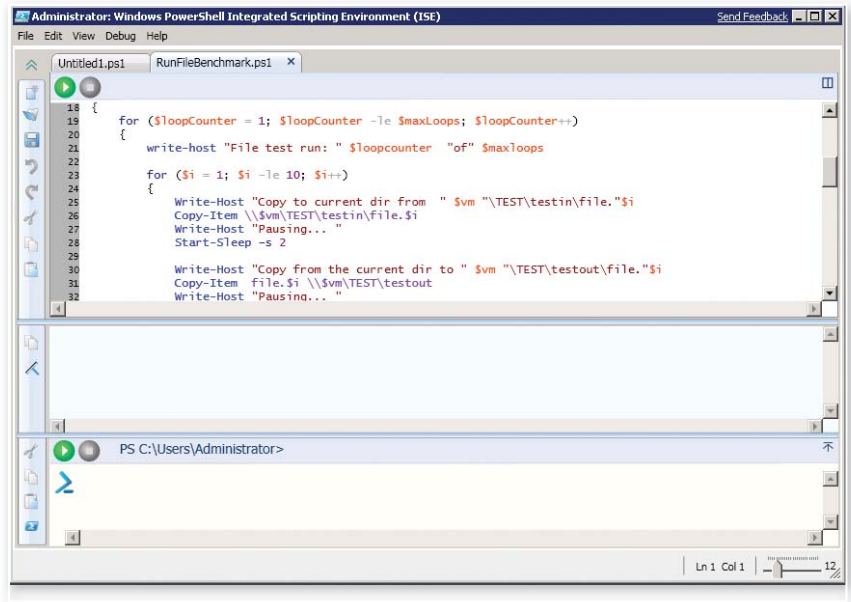 Administrator: Windows PowerShell Integrated Scripting Environment (ISE) Send Feedback
File Edit View Debug Help
Untitled1.ps1 RunFileBenchmark.ps1
18 {
19 for ($loopCounter = 1; $loopCounter -le $maxLoops; $loopCounter++)
20 {
21 write-host "File test run: " $loopcounter "of" $maxloops
22
23 for ($i = 1; $i -le 10; $i++)
24 {
25 Write-Host "Copy to current dir from " $vm "\TEST\testin\file."$i
26 Copy-Item \\$vm\TEST\testin\file.$i
27 Write-Host "Pausing... "
28 Start-Sleep -s 2
29
30 Write-Host "Copy from the current dir to " $vm "\TEST\testout\file."$i
31 Copy-Item file.$i \\$vm\TEST\testout
32 Write-Host "Pausing... "
PS C:\Users\Administrator>
Ln 1 Col 1 12